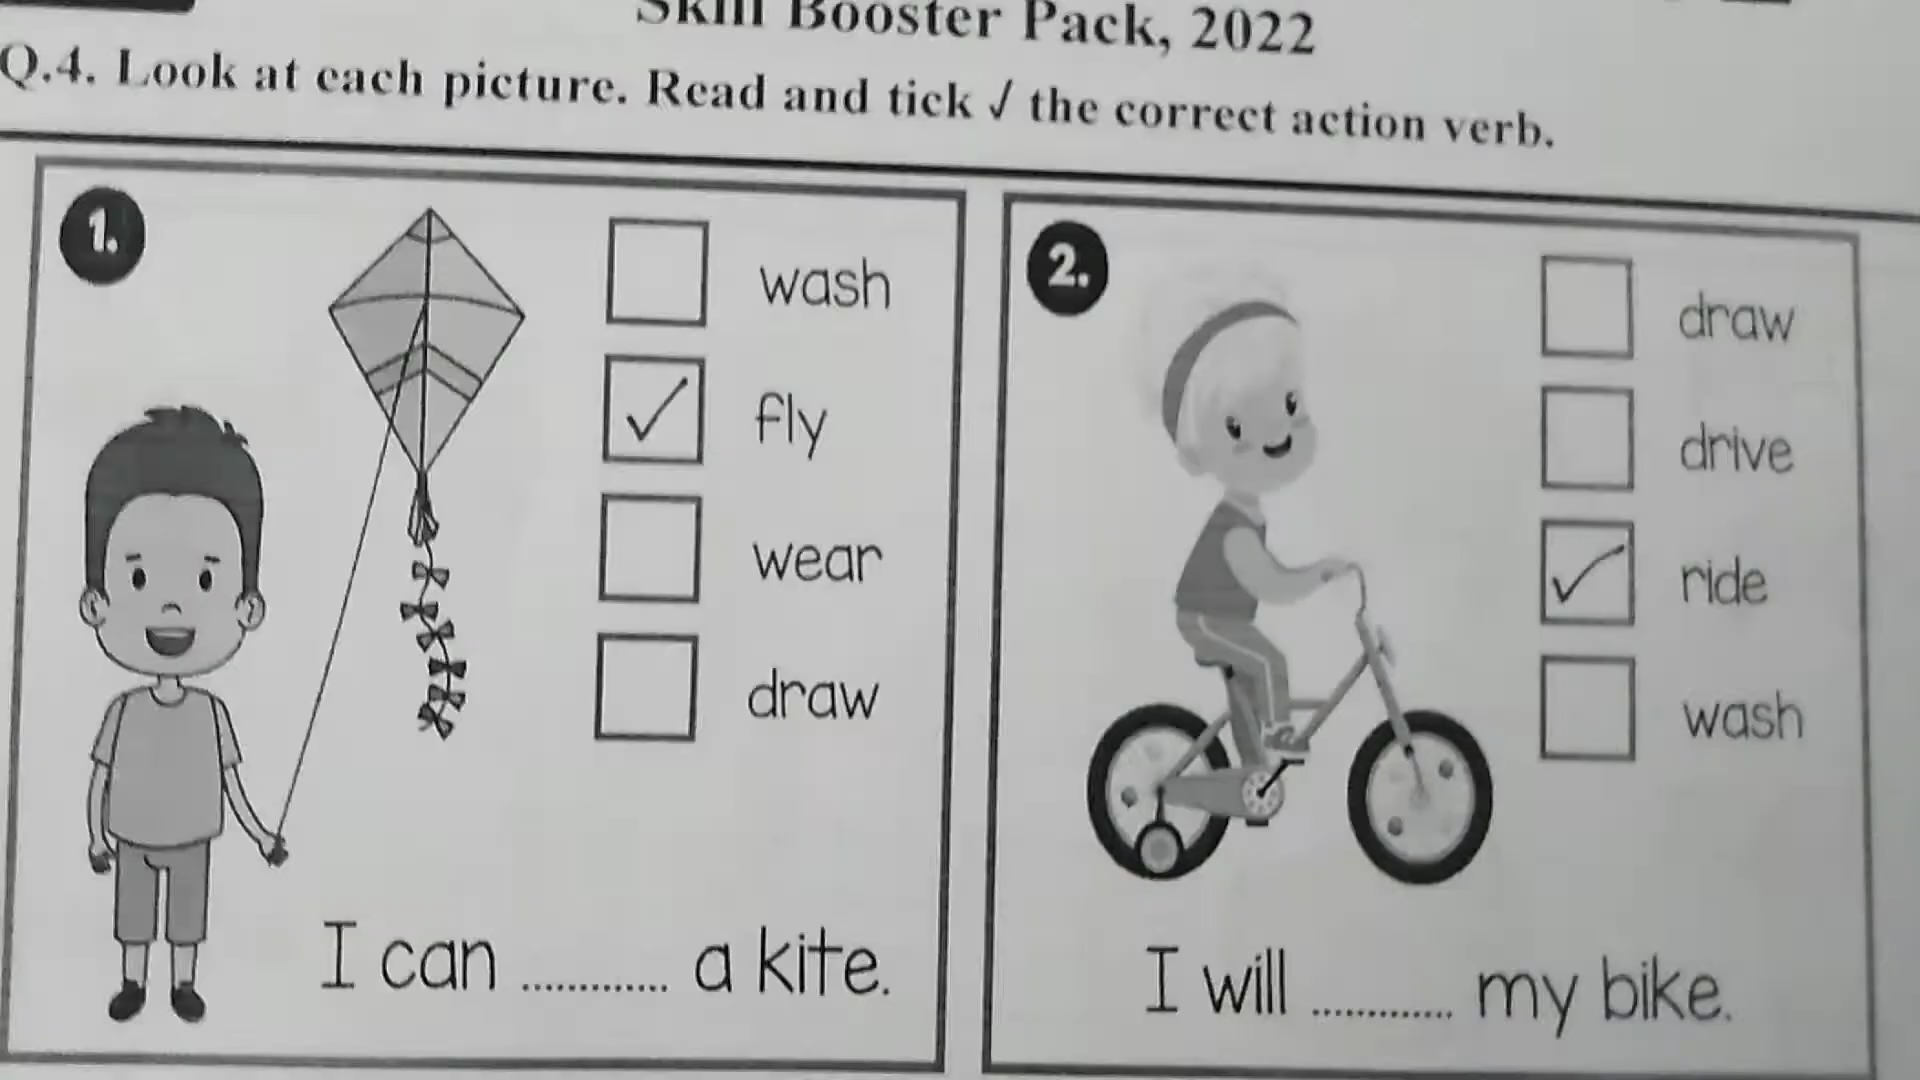 Skill Booster Pack, 2022
Q.4. Look at each picture. Read and tick ✓ the correct action verb.
1.
wash
✓ fly
wear
draw
I can ............. a kite.
2.
draw
drive
✓ ride
wash
I will ............. my bike.